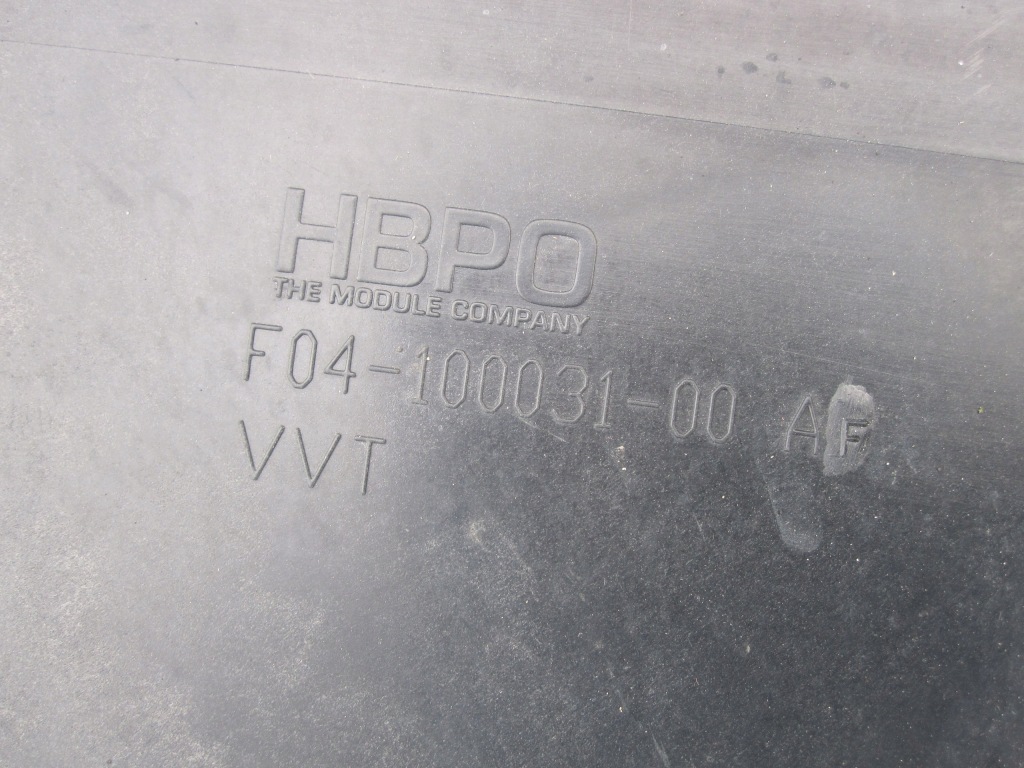 HBPO
THE MODULE COMPANY
F04-100031-00 AF
VVT